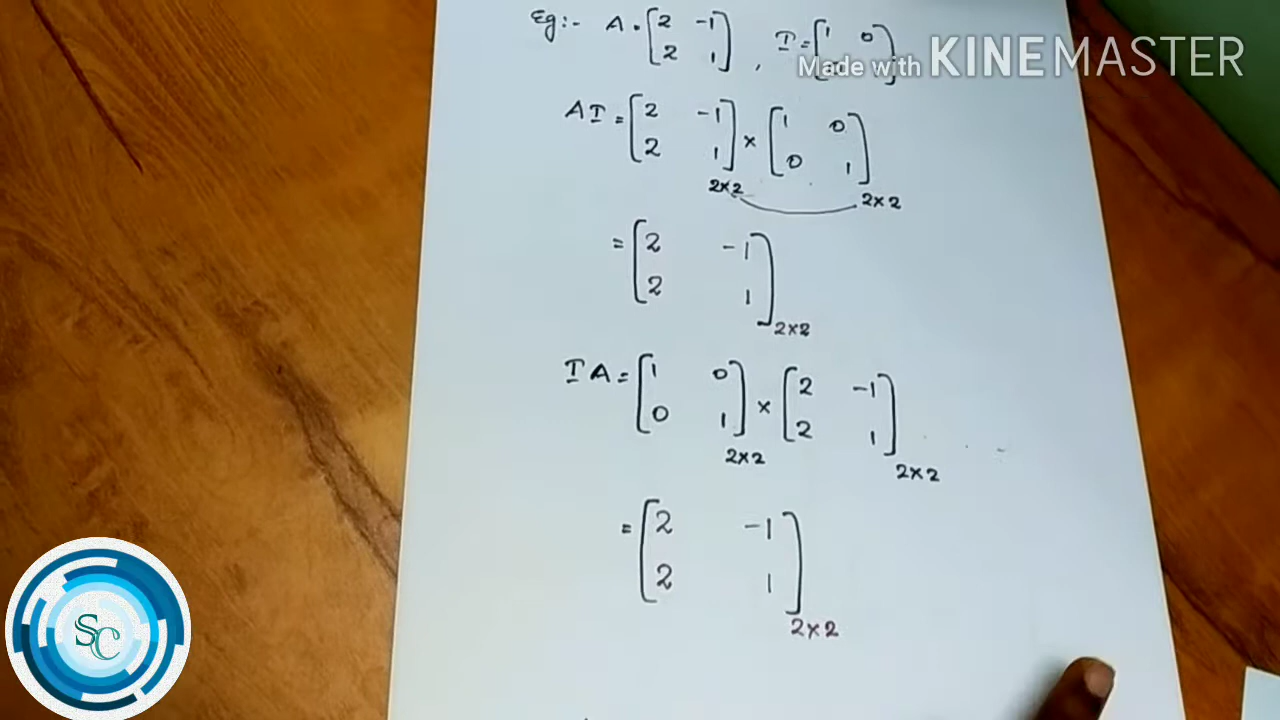 Eg:- A = [2 -1], I = [1 0]
[2 1]
Made with KINEMASTER
AI = [2 -1] × [1 0]
[2 1] 2×2 [0 1] 2×2
= [2 -1]
[2 1] 2×2
IA = [1 0] × [2 -1]
[0 1] 2×2 [2 1] 2×2
= [2 -1]
[2 1] 2×2
SC